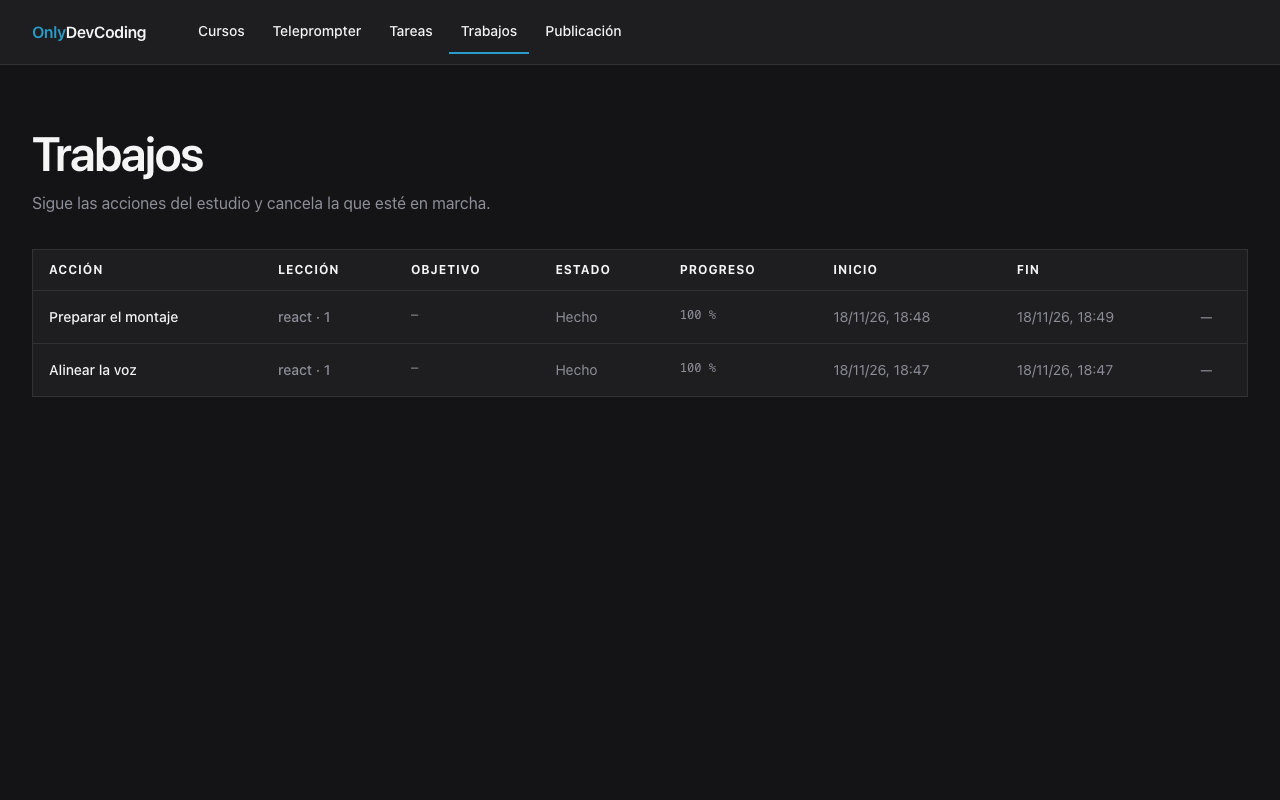 OnlyDevCoding Cursos Teleprompter Tareas Trabajos Publicación
Trabajos
Sigue las acciones del estudio y cancela la que esté en marcha.
ACCIÓN LECCIÓN OBJETIVO ESTADO PROGRESO INICIO FIN
Preparar el montaje react · 1 — Hecho 100 % 18/11/26, 18:48 18/11/26, 18:49 —
Alinear la voz react · 1 — Hecho 100 % 18/11/26, 18:47 18/11/26, 18:47 —